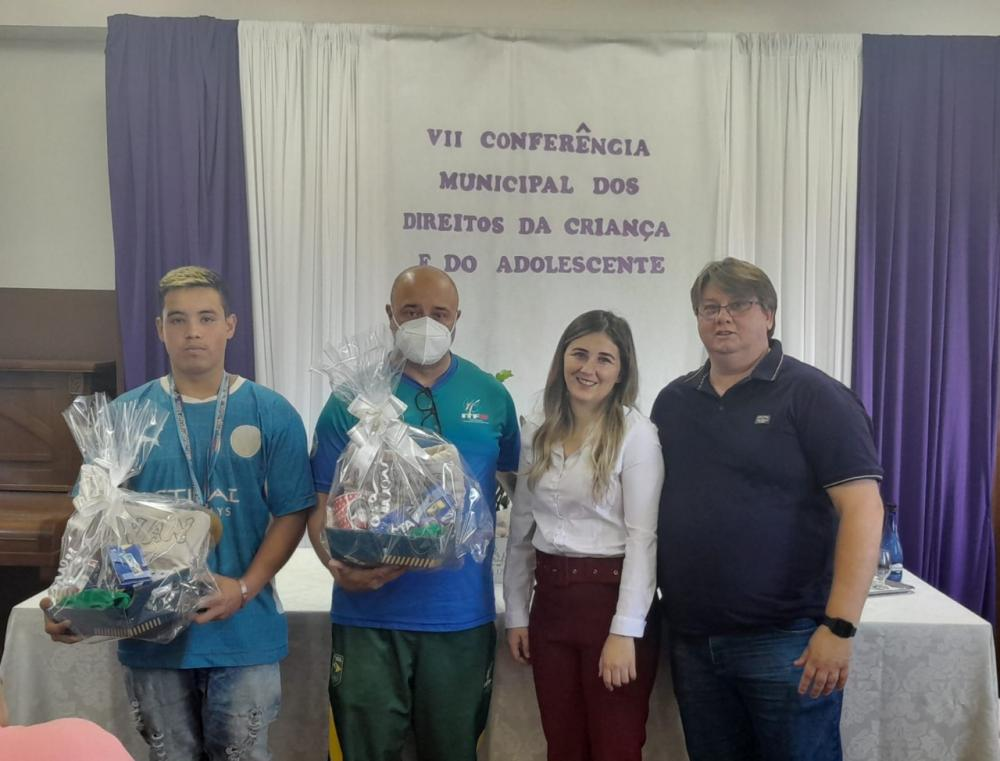 VII CONFERÊNCIA
MUNICIPAL DOS
DIREITOS DA CRIANÇA
E DO ADOLESCENTE